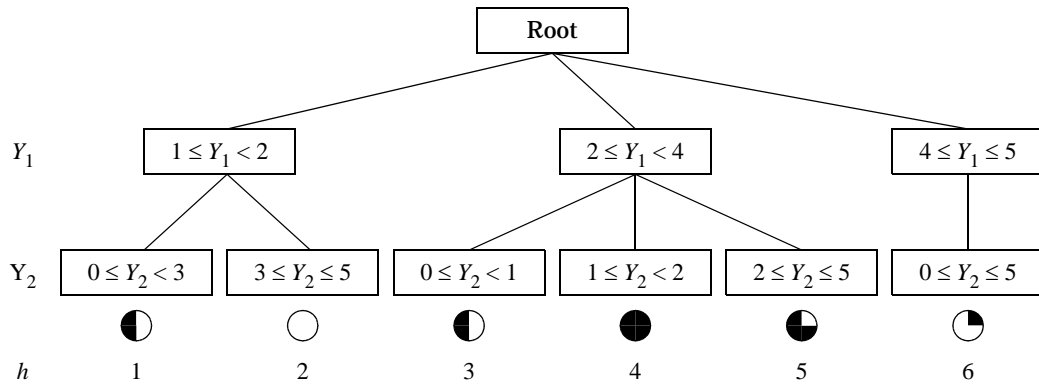 Root
Y₁ 1 ≤ Y₁ < 2 2 ≤ Y₁ < 4 4 ≤ Y₁ ≤ 5
Y₂ 0 ≤ Y₂ < 3 3 ≤ Y₂ ≤ 5 0 ≤ Y₂ < 1 1 ≤ Y₂ < 2 2 ≤ Y₂ ≤ 5 0 ≤ Y₂ ≤ 5
h 1 2 3 4 5 6